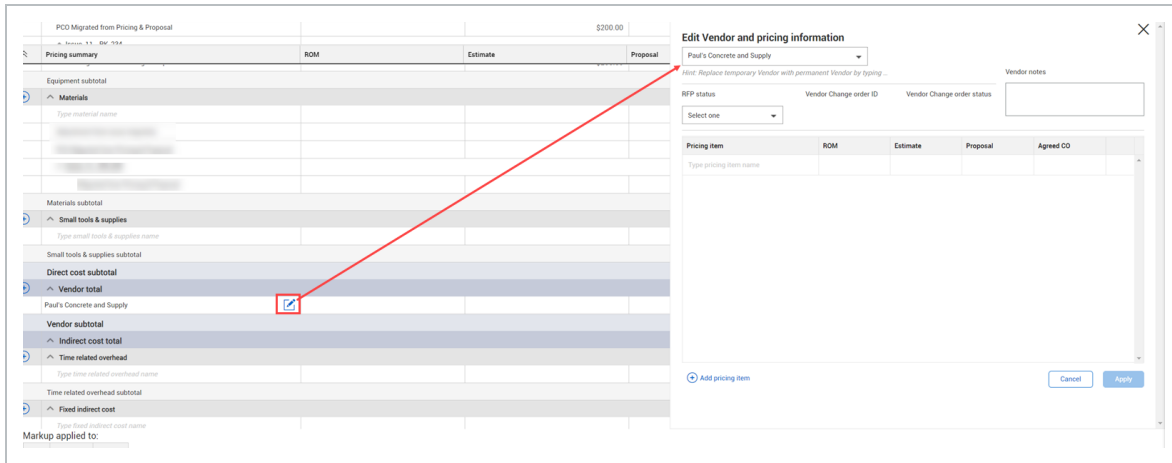 PCO Migrated from Pricing & Proposal $200.00
Pricing summary ROM Estimate Proposal
Equipment subtotal
Materials
Type material name
Materials subtotal
Small tools & supplies
Type small tools & supplies name
Small tools & supplies subtotal
Direct cost subtotal
Vendor total
Paul's Concrete and Supply
Vendor subtotal
Indirect cost total
Time related overhead
Type time related overhead name
Time related overhead subtotal
Fixed indirect cost
Type fixed indirect cost name
Markup applied to:
Edit Vendor and pricing information
Paul's Concrete and Supply
Hint: Replace temporary Vendor with permanent Vendor by typing ...
Vendor notes
RFP status Vendor Change order ID Vendor Change order status
Select one
Pricing item ROM Estimate Proposal Agreed CO
Type pricing item name
Add pricing item
Cancel Apply